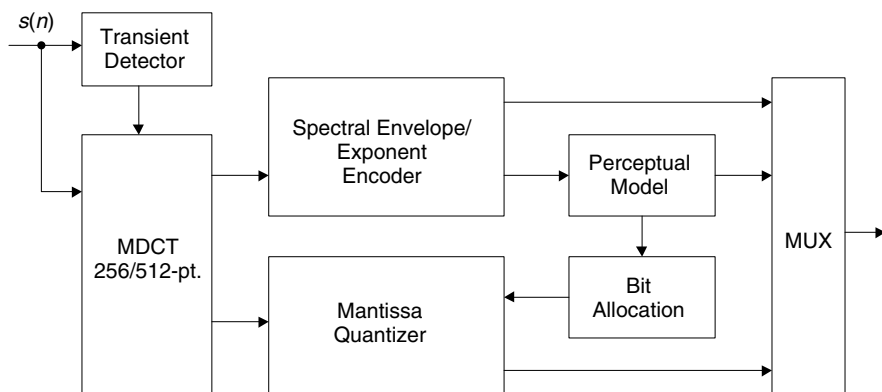 s(n)
Transient
Detector
Spectral Envelope/
Exponent
Encoder
Perceptual
Model
MUX
MDCT
256/512-pt.
Mantissa
Quantizer
Bit
Allocation